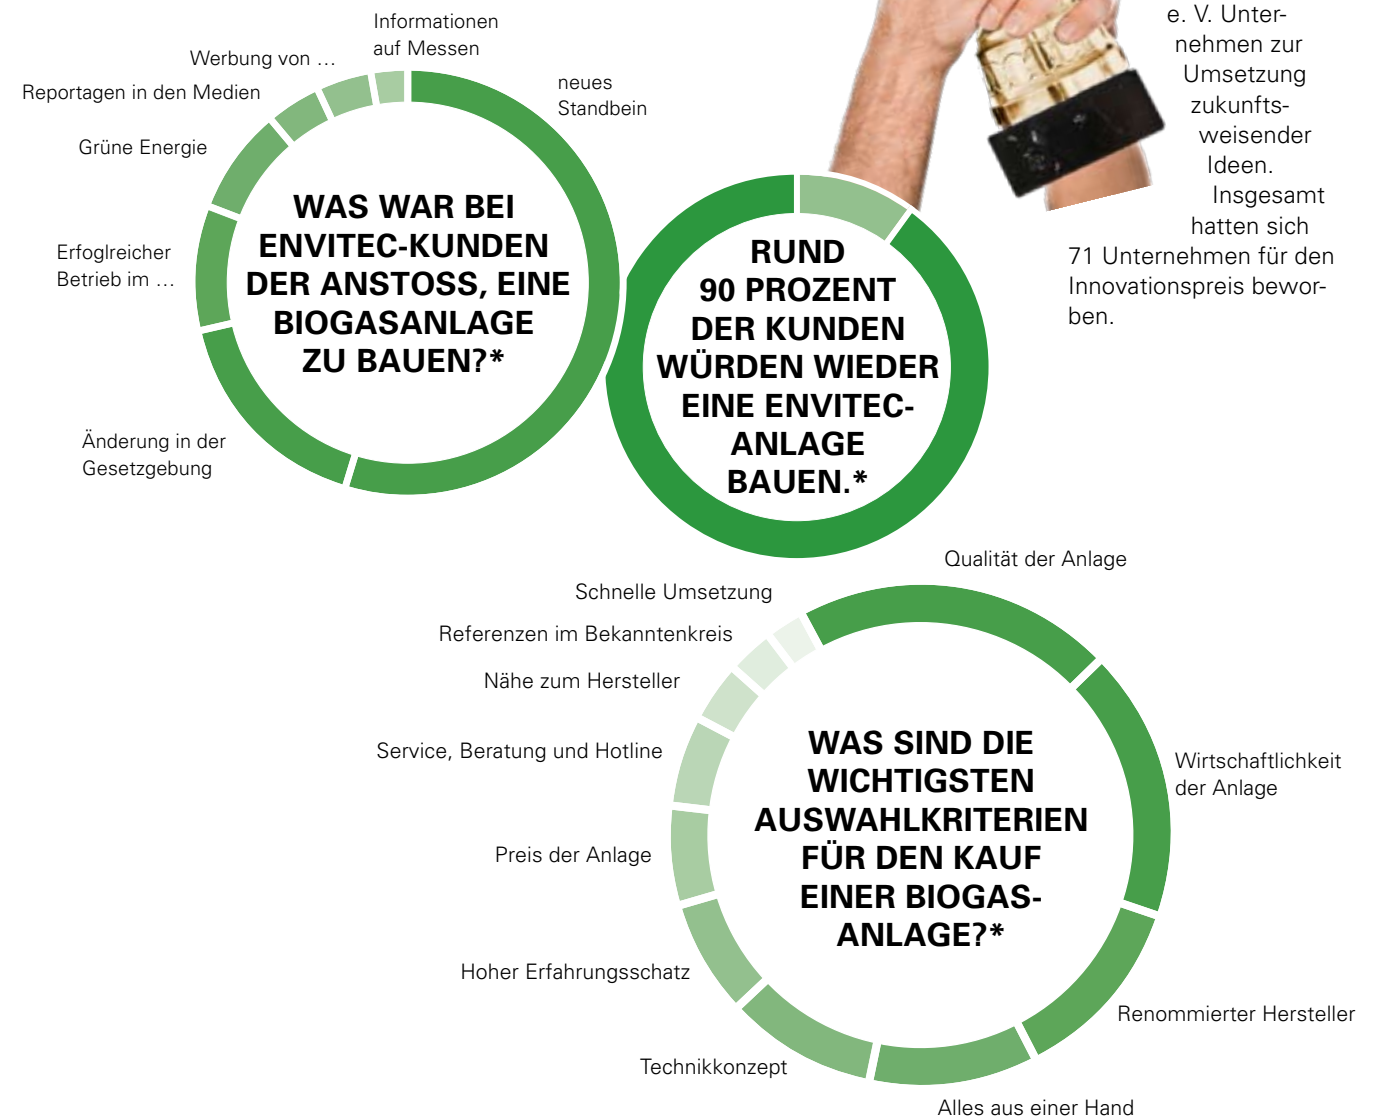 Informationen
auf Messen
Werbung von ...
Reportagen in den Medien
Grüne Energie
Erfoglreicher
Betrieb im ...
Änderung in der
Gesetzgebung
neues
Standbein
WAS WAR BEI
ENVITEC-KUNDEN
DER ANSTOSS, EINE
BIOGASANLAGE
ZU BAUEN?*
RUND
90 PROZENT
DER KUNDEN
WÜRDEN WIEDER
EINE ENVITEC-
ANLAGE
BAUEN.*
e. V. Unter-
nehmen zur
Umsetzung
zukunfts-
weisender
Ideen.
Insgesamt
hatten sich
71 Unternehmen für den
Innovationspreis bewor-
ben.
Qualität der Anlage
Schnelle Umsetzung
Referenzen im Bekanntenkreis
Nähe zum Hersteller
Service, Beratung und Hotline
Preis der Anlage
Hoher Erfahrungsschatz
Technikkonzept
Alles aus einer Hand
Renommierter Hersteller
Wirtschaftlichkeit
der Anlage
WAS SIND DIE
WICHTIGSTEN
AUSWAHLKRITERIEN
FÜR DEN KAUF
EINER BIOGAS-
ANLAGE?*